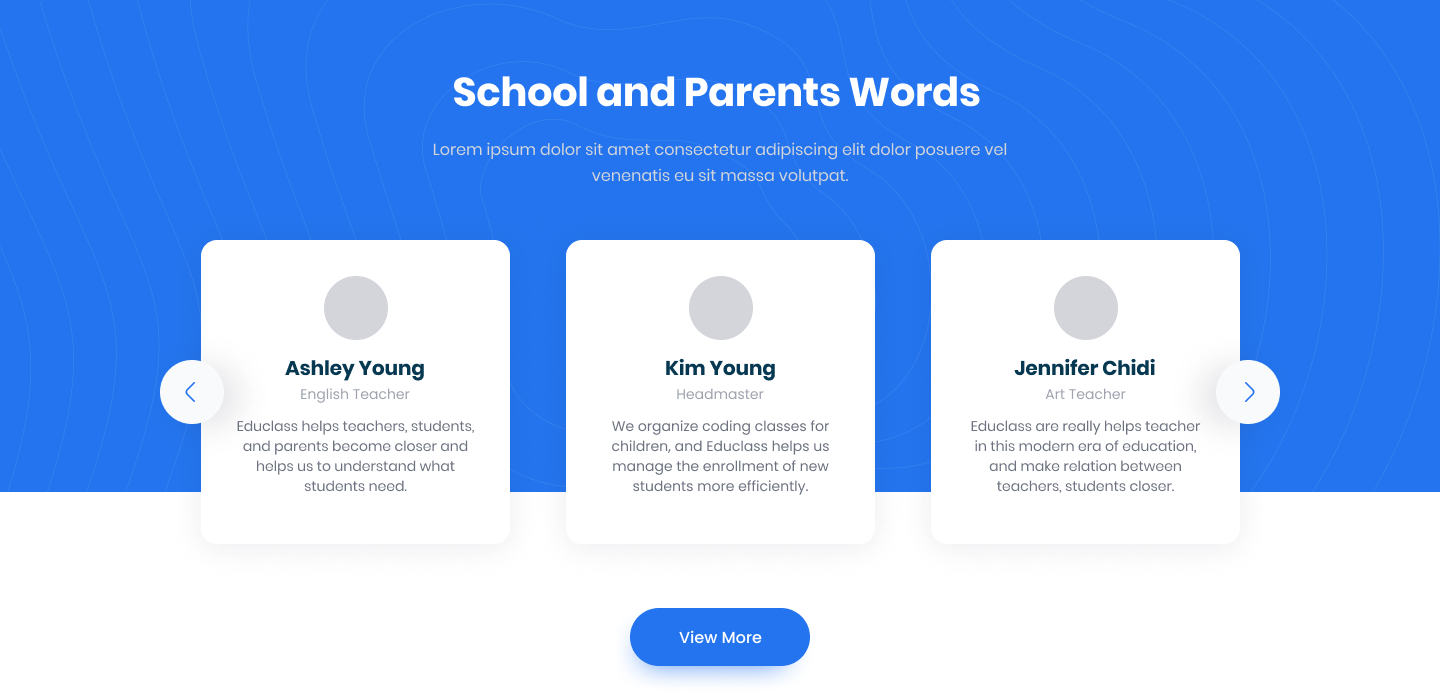 School and Parents Words
Lorem ipsum dolor sit amet consectetur adipiscing elit dolor posuere vel
venenatis eu sit massa volutpat.
Ashley Young
English Teacher
Educlass helps teachers, students,
and parents become closer and
helps us to understand what
students need.
Kim Young
Headmaster
We organize coding classes for
children, and Educlass helps us
manage the enrollment of new
students more efficiently.
Jennifer Chidi
Art Teacher
Educlass are really helps teacher
in this modern era of education,
and make relation between
teachers, students closer.
View More